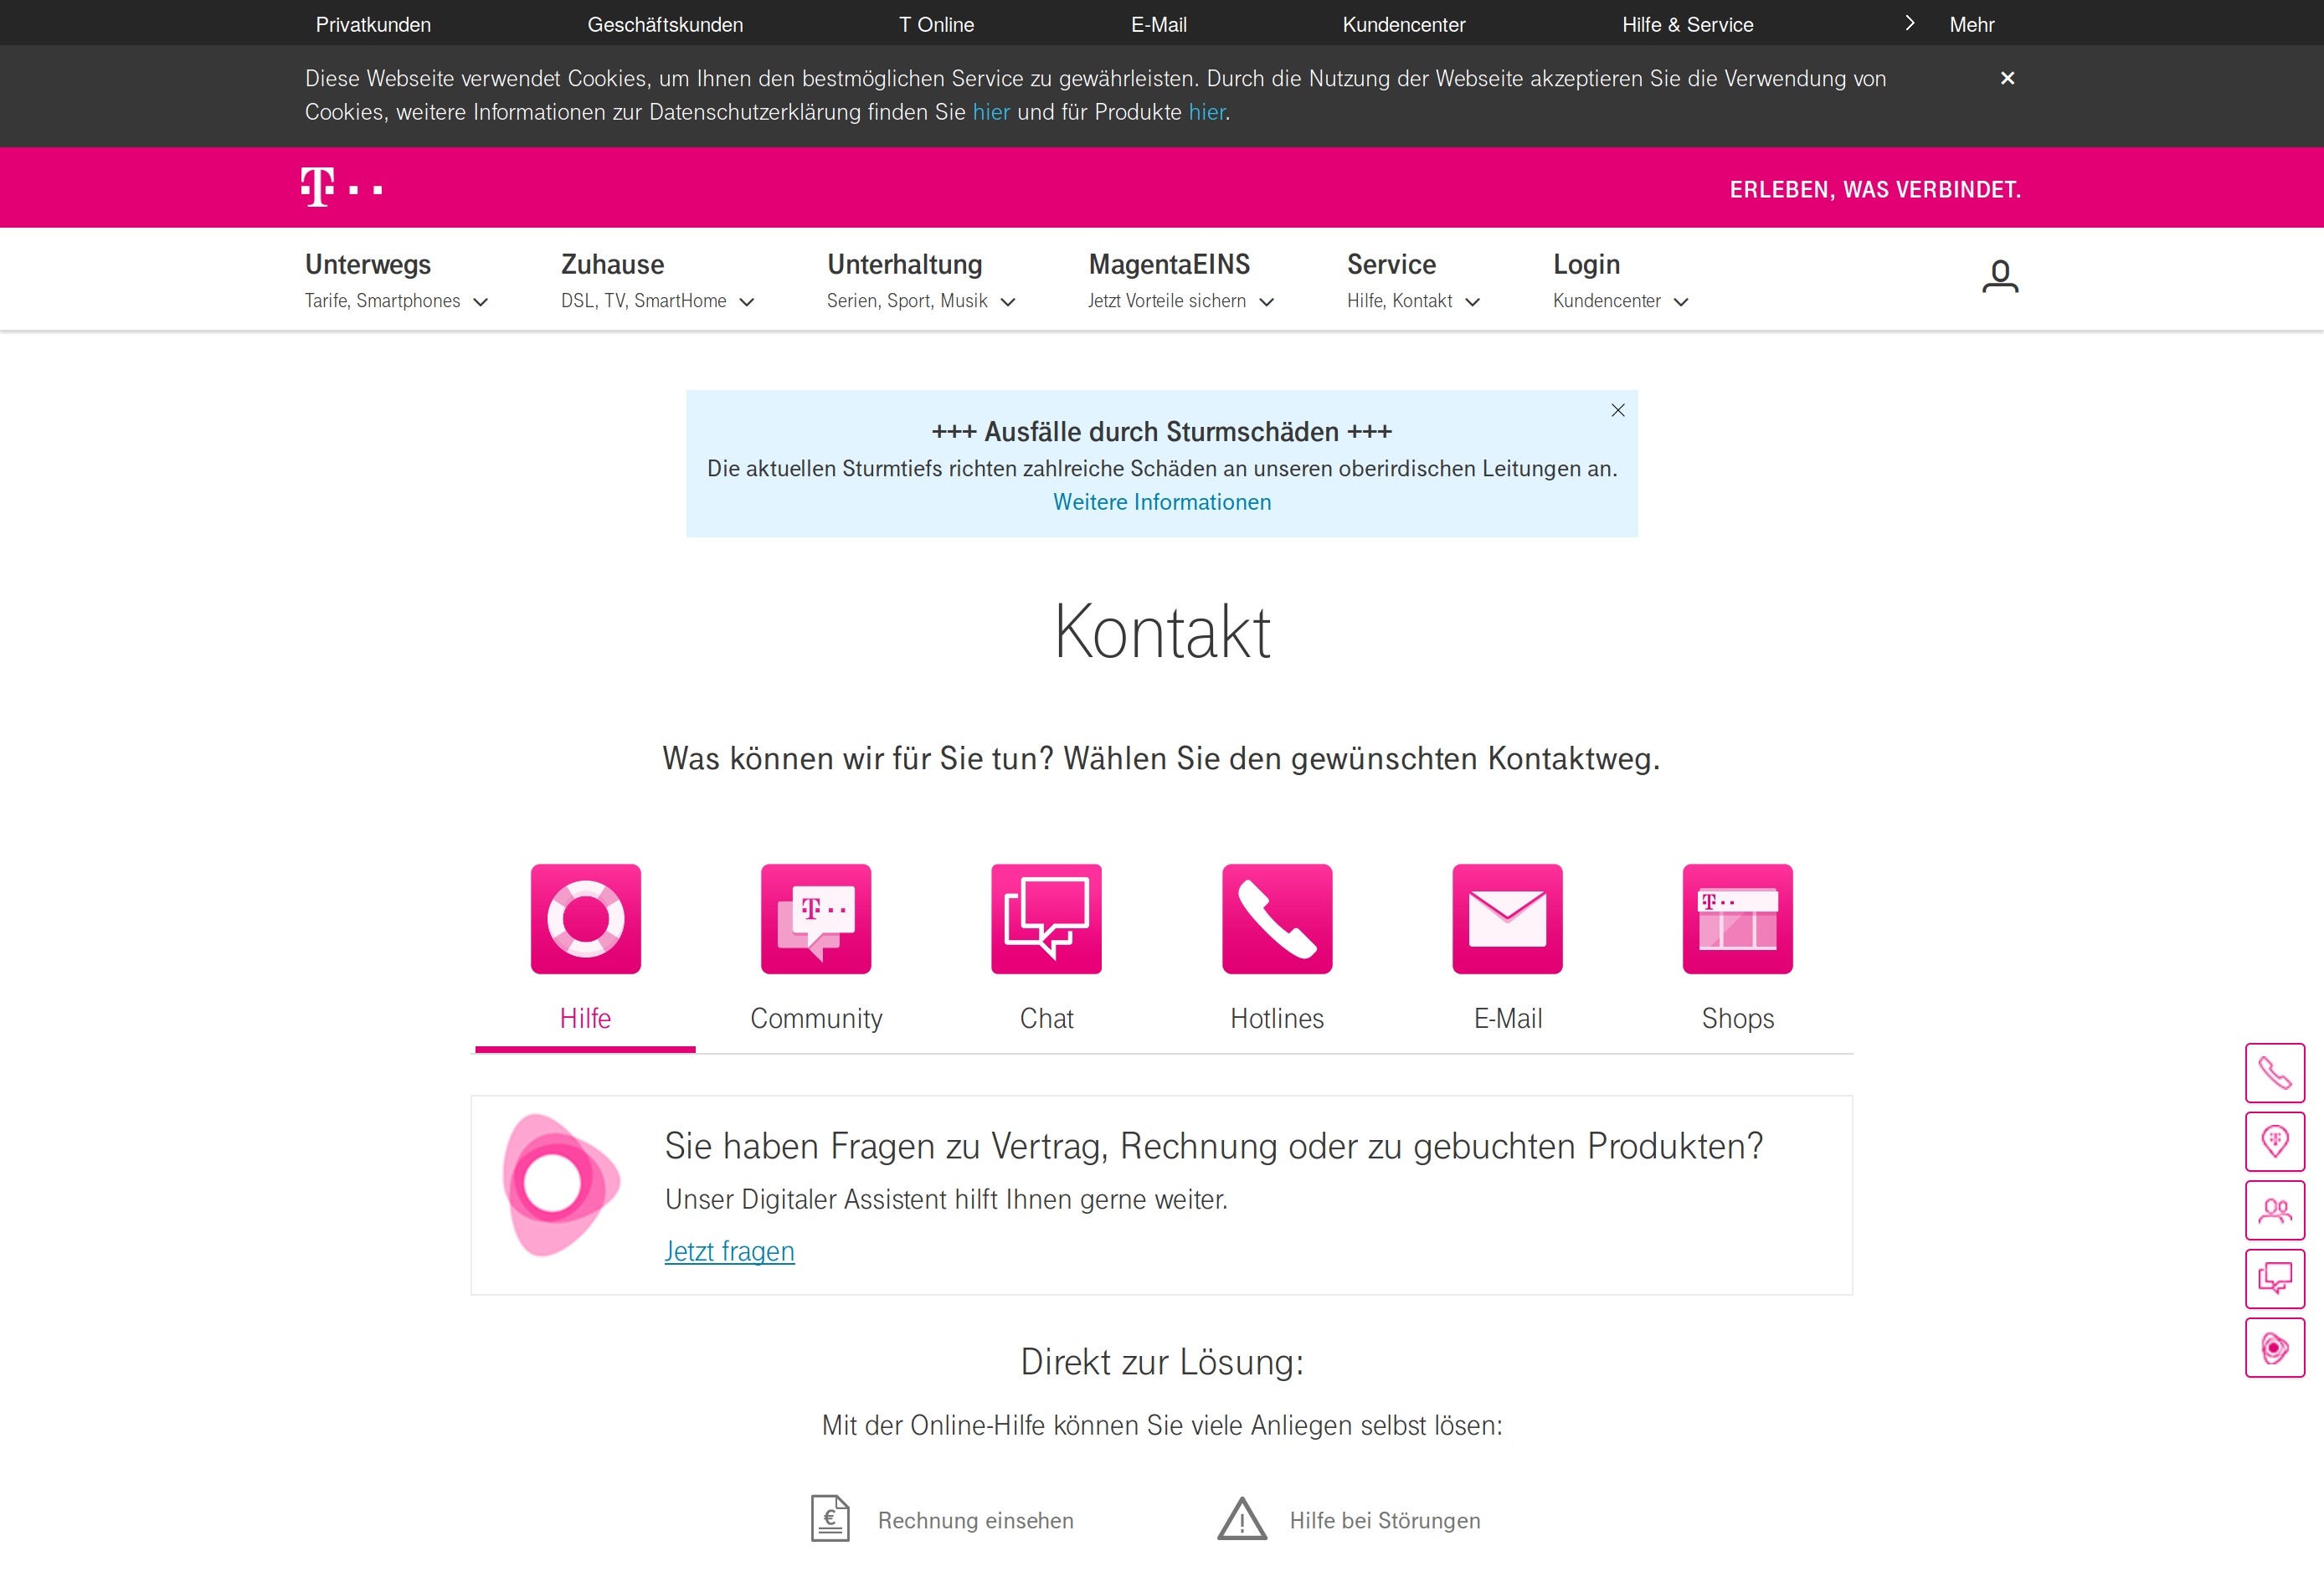 Privatkunden Geschäftskunden T Online E-Mail Kundencenter Hilfe & Service Mehr
Diese Webseite verwendet Cookies, um Ihnen den bestmöglichen Service zu gewährleisten. Durch die Nutzung der Webseite akzeptieren Sie die Verwendung von
Cookies, weitere Informationen zur Datenschutzerklärung finden Sie hier und für Produkte hier.
T
ERLEBEN, WAS VERBINDET.
Unterwegs Zuhause Unterhaltung MagentaEINS Service Login
Tarife, Smartphones DSL, TV, SmartHome Serien, Sport, Musik Jetzt Vorteile sichern Hilfe, Kontakt Kundencenter
+++ Ausfälle durch Sturmschäden +++
Die aktuellen Sturmtiefs richten zahlreiche Schäden an unseren oberirdischen Leitungen an.
Weitere Informationen
Kontakt
Was können wir für Sie tun? Wählen Sie den gewünschten Kontaktweg.
Hilfe Community Chat Hotlines E-Mail Shops
Sie haben Fragen zu Vertrag, Rechnung oder zu gebuchten Produkten?
Unser Digitaler Assistent hilft Ihnen gerne weiter.
Jetzt fragen
Direkt zur Lösung:
Mit der Online-Hilfe können Sie viele Anliegen selbst lösen:
Rechnung einsehen Hilfe bei Störungen